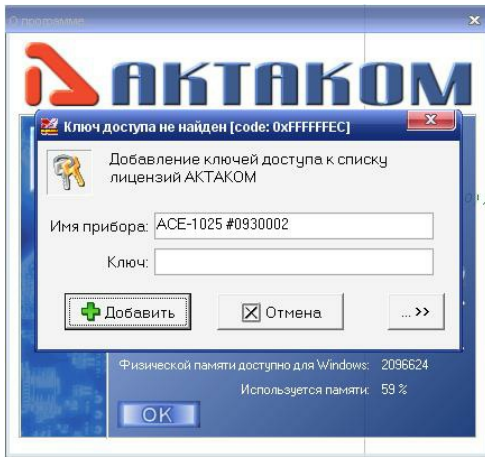 О программе
АКТАКОМ
Ключ доступа не найден [code: 0xFFFFFFEC]
Добавление ключей доступа к списку
лицензий АКТАКОМ
Имя прибора: ACE-1025 #0930002
Ключ:
Добавить
Отмена
... >>
Физической памяти доступно для Windows: 2096624
Используется памяти: 59 %
OK